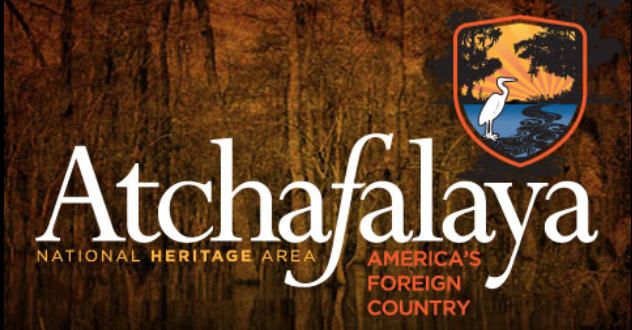 Atchafalaya
NATIONAL HERITAGE AREA
AMERICA'S
FOREIGN
COUNTRY